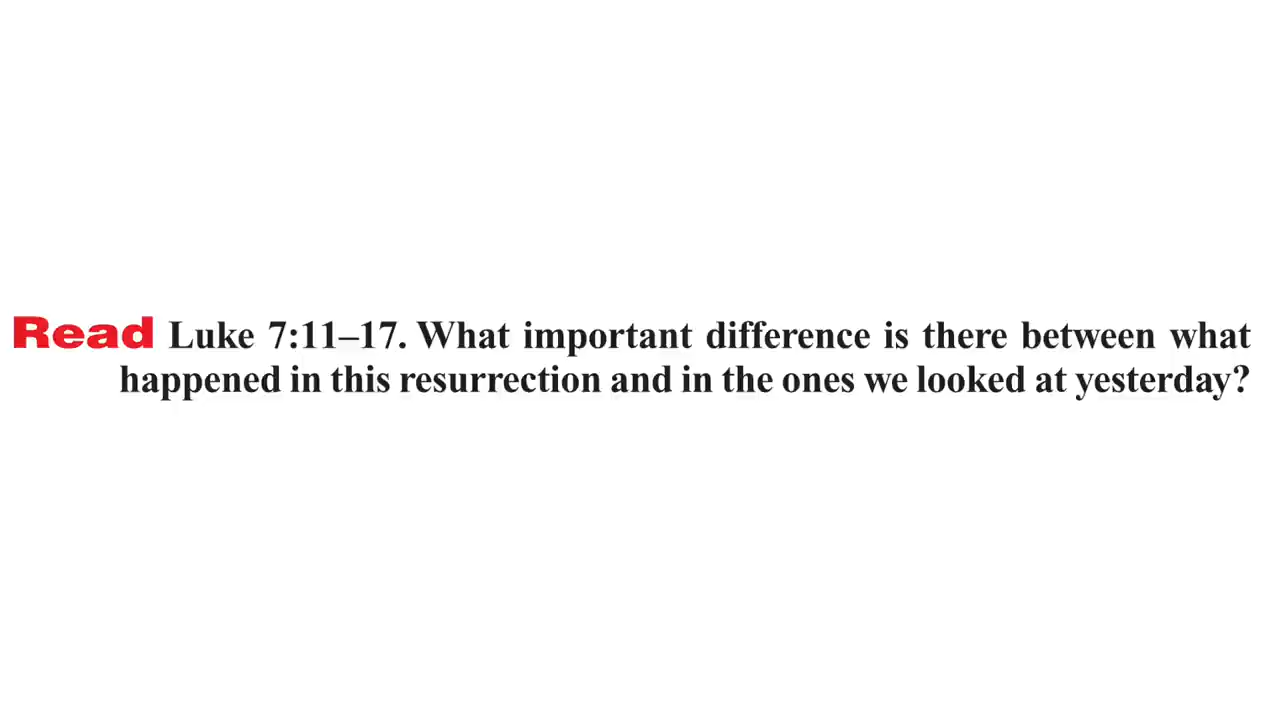 Read Luke 7:11–17. What important difference is there between what
happened in this resurrection and in the ones we looked at yesterday?